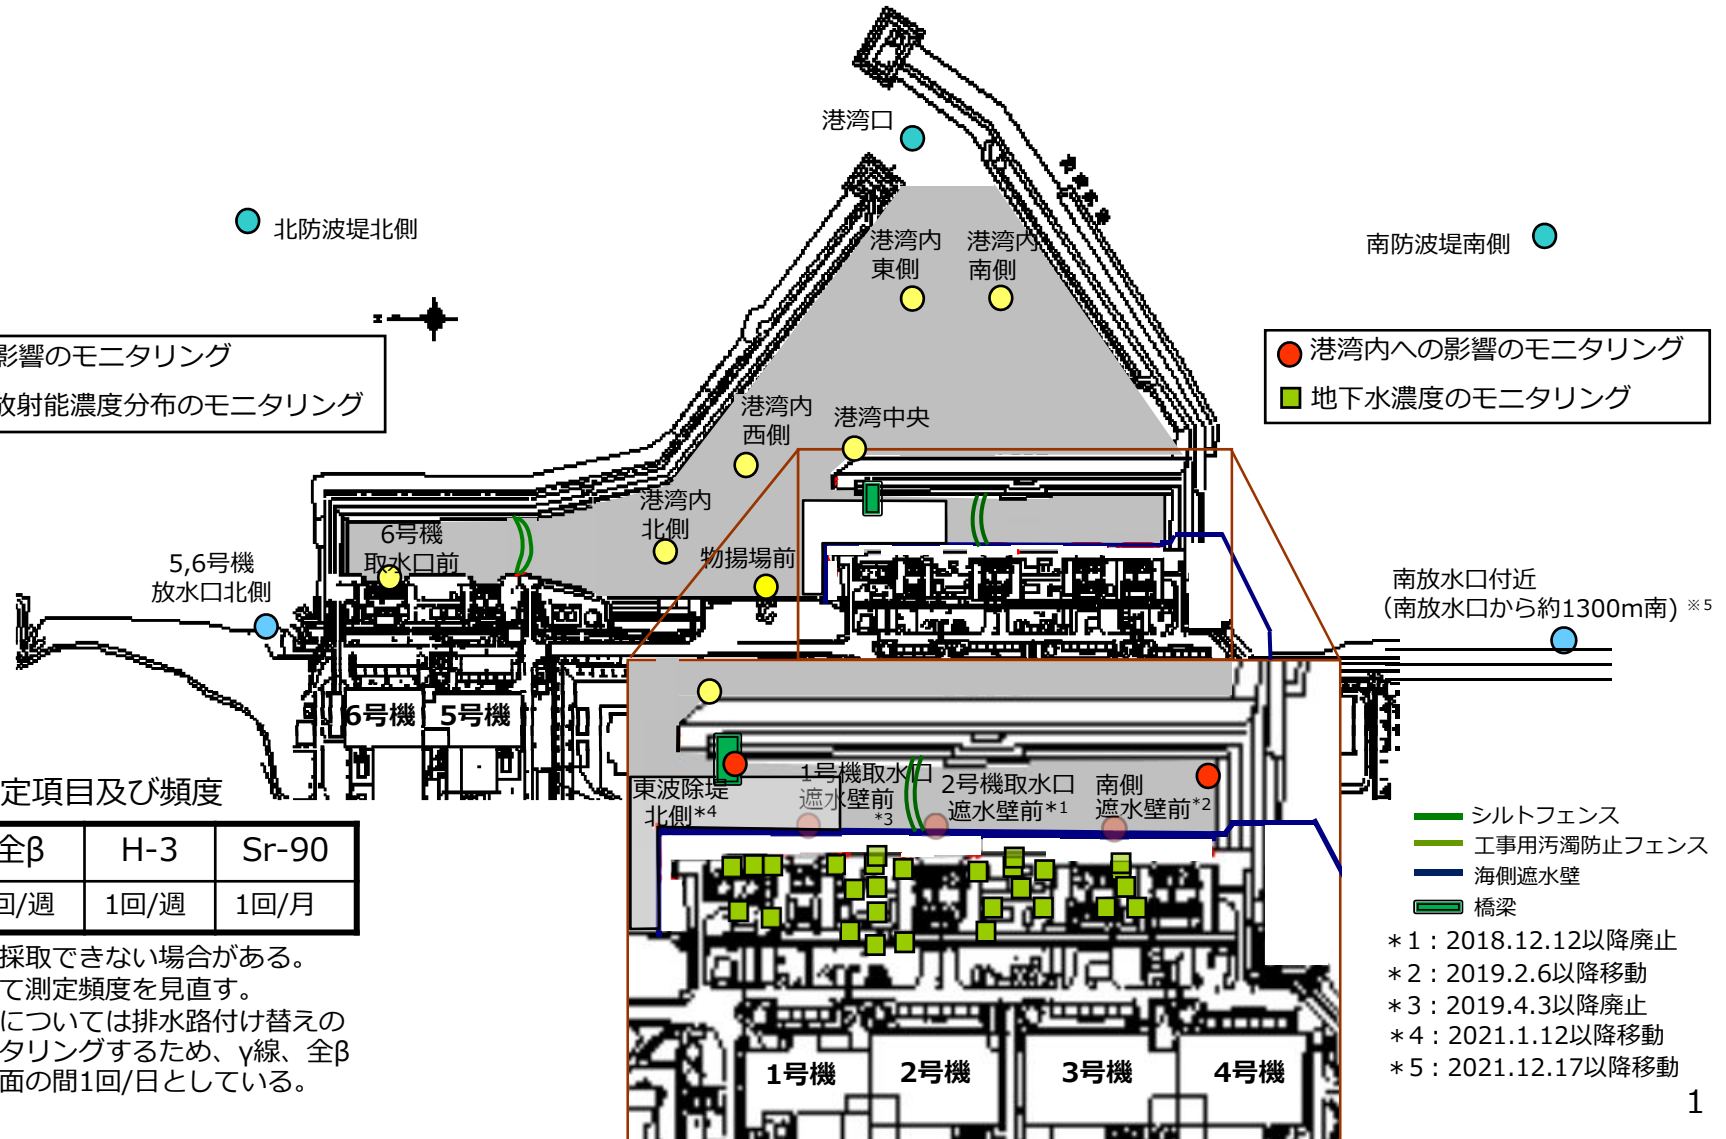 港湾口
北防波堤北側
南防波堤南側
港湾内
東側
港湾内
南側
影響のモニタリング
放射能濃度分布のモニタリング
港湾内への影響のモニタリング
地下水濃度のモニタリング
港湾内
西側
港湾中央
港湾内
北側
物揚場前
6号機
取水口前
5,6号機
放水口北側
南放水口付近
（南放水口から約1300m南）※5
6号機
5号機
東波除堤
北側*4
1号機取水口
遮水壁前
*3
2号機取水口
遮水壁前*1
南側
遮水壁前*2
1号機
2号機
3号機
4号機
定項目及び頻度
全β H-3 Sr-90
回/週 1回/週 1回/月
採取できない場合がある。
て測定頻度を見直す。
については排水路付け替えの
タリングするため、γ線、全β
面の間1回/日としている。
シルトフェンス
工事用汚濁防止フェンス
海側遮水壁
橋梁
＊1：2018.12.12以降廃止
＊2：2019.2.6以降移動
＊3：2019.4.3以降廃止
＊4：2021.1.12以降移動
＊5：2021.12.17以降移動
1